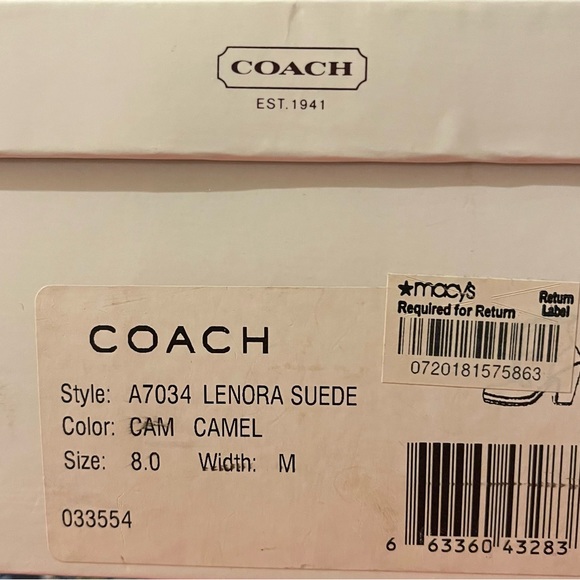 COACH
EST.1941
★macy's Return
Required for Return Label
0720181575863
COACH
Style: A7034 LENORA SUEDE
Color: CAM CAMEL
Size: 8.0 Width: M
033554
6 63360 43283